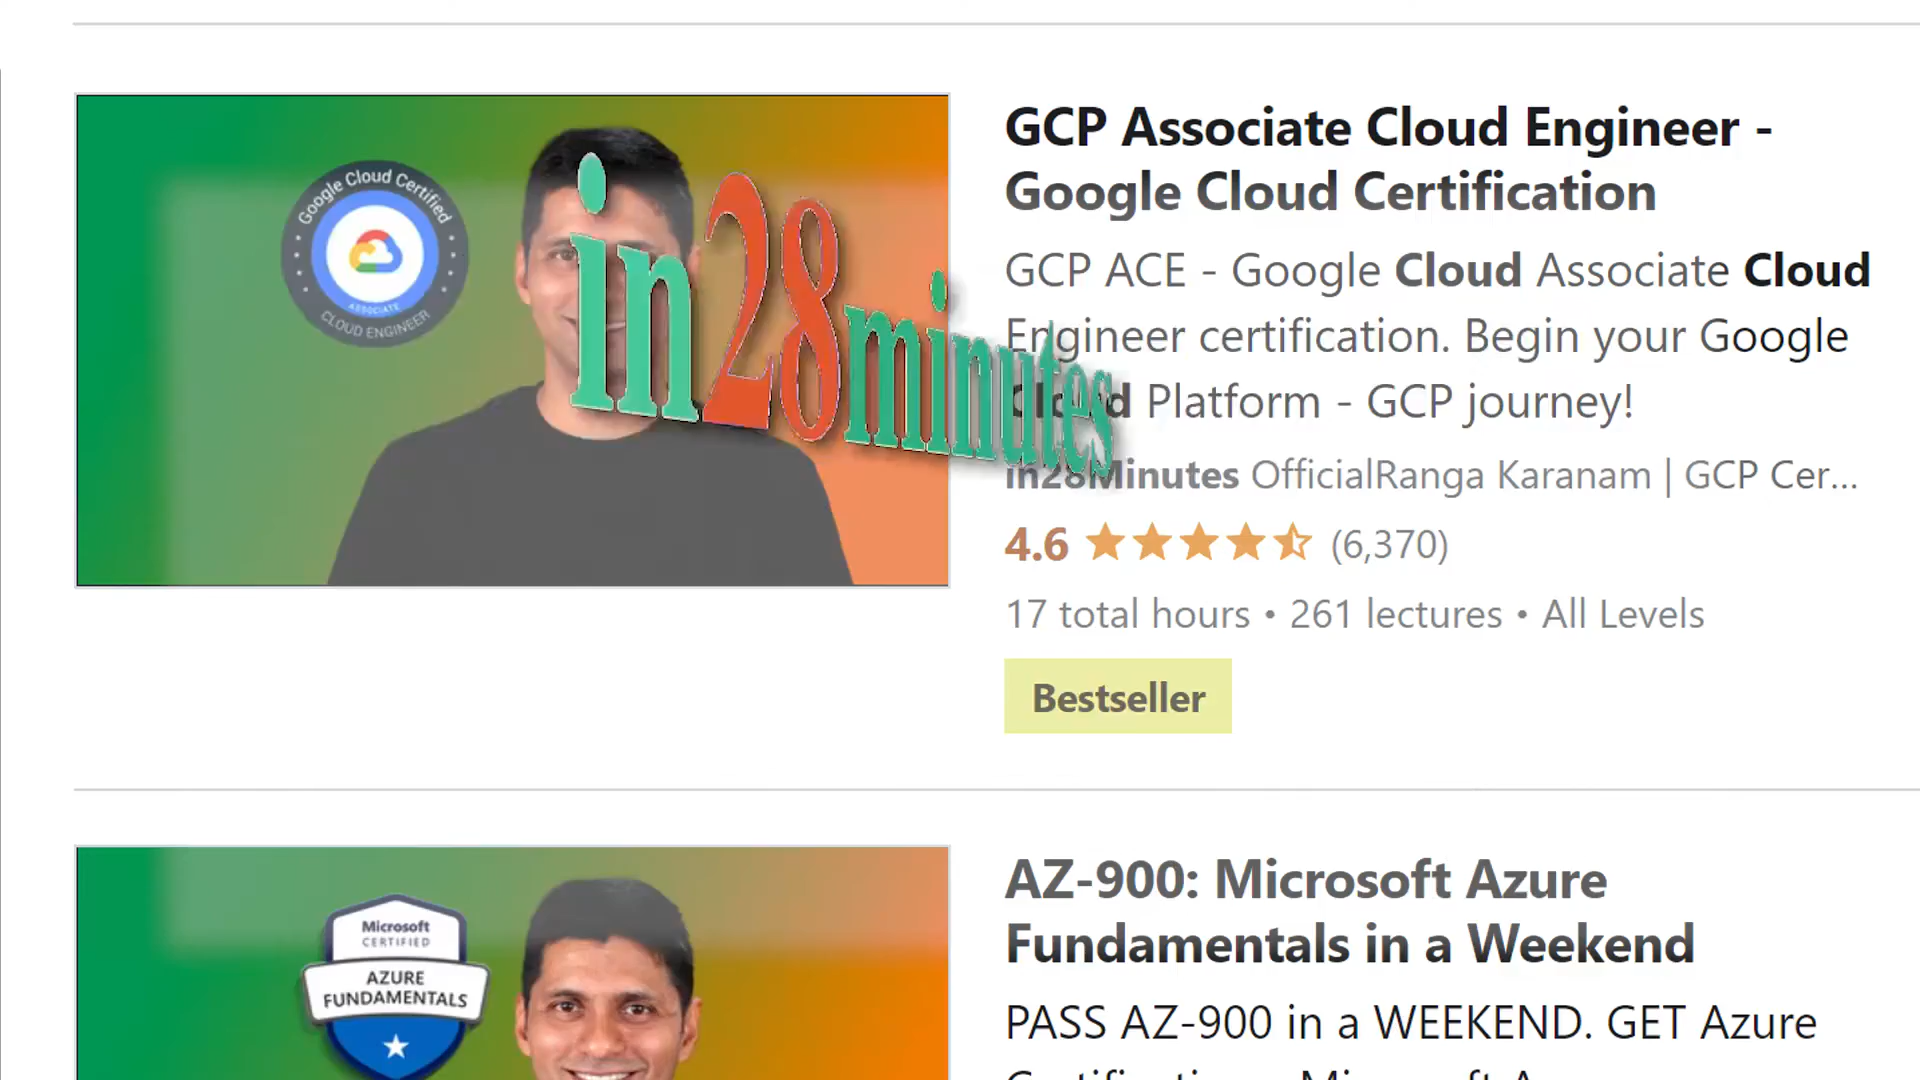 Google Cloud Certified
ASSOCIATE
CLOUD ENGINEER
in28minutes
GCP Associate Cloud Engineer -
Google Cloud Certification
GCP ACE - Google Cloud Associate Cloud
Engineer certification. Begin your Google
Cloud Platform - GCP journey!
in28Minutes OfficialRanga Karanam | GCP Cer...
4.6 (6,370)
17 total hours • 261 lectures • All Levels
Bestseller
Microsoft
CERTIFIED
AZURE
FUNDAMENTALS
AZ-900: Microsoft Azure
Fundamentals in a Weekend
PASS AZ-900 in a WEEKEND. GET Azure